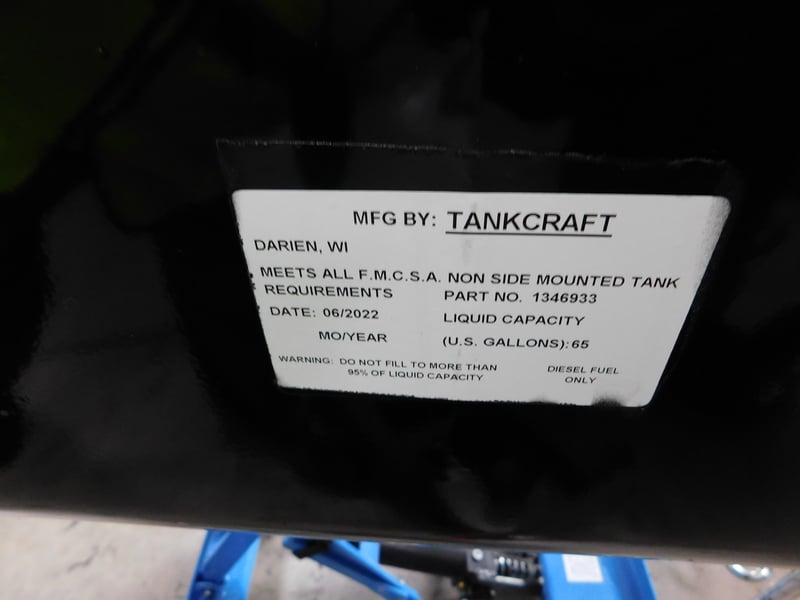 MFG BY: TANKCRAFT
DARIEN, WI
MEETS ALL F.M.C.S.A. NON SIDE MOUNTED TANK
REQUIREMENTS PART NO. 1346933
DATE: 06/2022 LIQUID CAPACITY
MO/YEAR (U.S. GALLONS): 65
WARNING: DO NOT FILL TO MORE THAN DIESEL FUEL
95% OF LIQUID CAPACITY ONLY